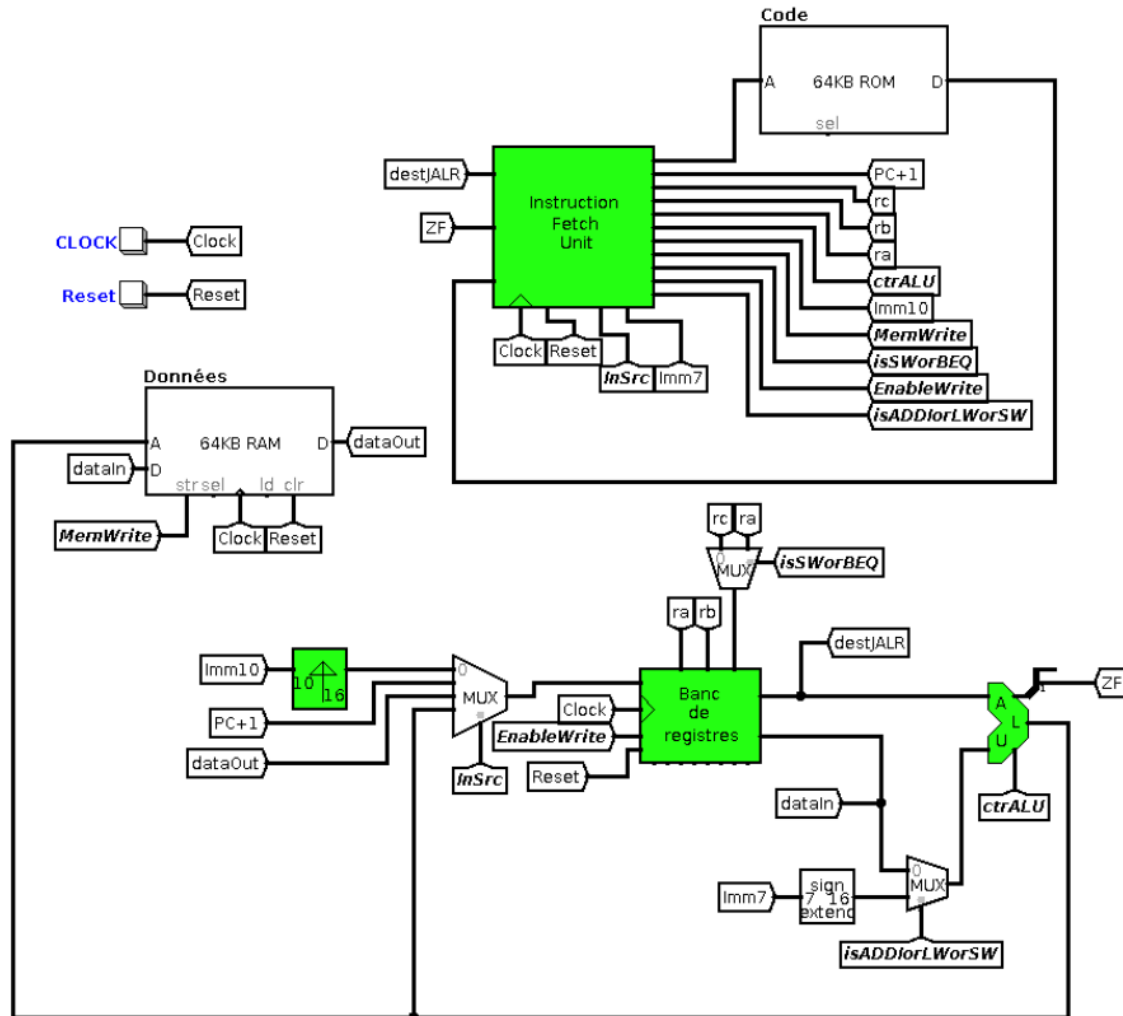 Code
A 64KB ROM D
sel
destJALR
ZF
Instruction
Fetch
Unit
PC+1
rc
rb
ra
ctrALU
Imm10
MemWrite
isSWorBEQ
EnableWrite
isADDIorLWorSW
CLOCK Clock
Reset Reset
Clock Reset InSrc Imm7
Données
A 64KB RAM D dataOut
dataIn D
str sel ld clr
MemWrite Clock Reset
rc ra
0
MUX isSWorBEQ
ra rb
destJALR
Imm10 10 16
0
MUX
PC+1
dataOut
InSrc
Clock
EnableWrite
Reset
Banc
de
registres
A
L
U
1
ZF
ctrALU
dataIn
0
MUX
Imm7
sign
7 16
extend
isADDIorLWorSW